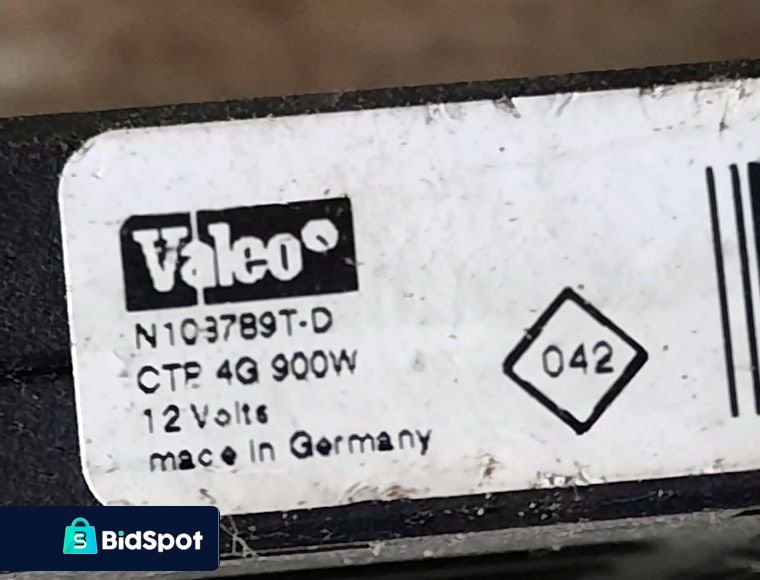 Valeo
N103789T-D
CTP 4G 900W
12 Volts
made in Germany
042
BidSpot